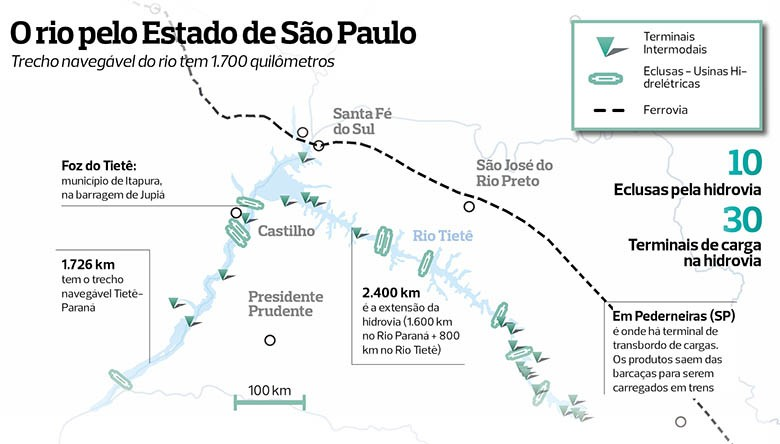 O rio pelo Estado de São Paulo
Trecho navegável do rio tem 1.700 quilômetros
Terminais
Intermodais
Eclusas – Usinas Hi-
drelétricas
Ferrovia
Santa Fé
do Sul
São José do
Rio Preto
10
Eclusas pela hidrovia
30
Terminais de carga
na hidrovia
Foz do Tietê:
município de Itapura,
na barragem de Jupiá
Castilho
Rio Tietê
1.726 km
tem o trecho
navegável Tietê-
Paraná
Presidente
Prudente
2.400 km
é a extensão da
hidrovia (1.600 km
no Rio Paraná + 800
km no Rio Tietê)
Em Pederneiras (SP)
é onde há terminal de
transbordo de cargas.
Os produtos saem das
barcaças para serem
carregados em trens
100 km